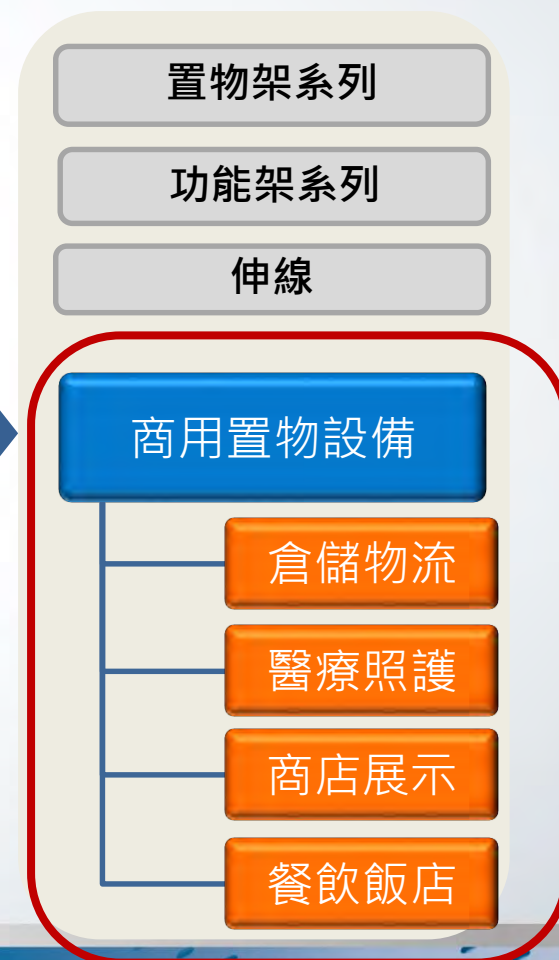 置物架系列
功能架系列
伸線
商用置物設備
倉儲物流
醫療照護
商店展示
餐飲飯店